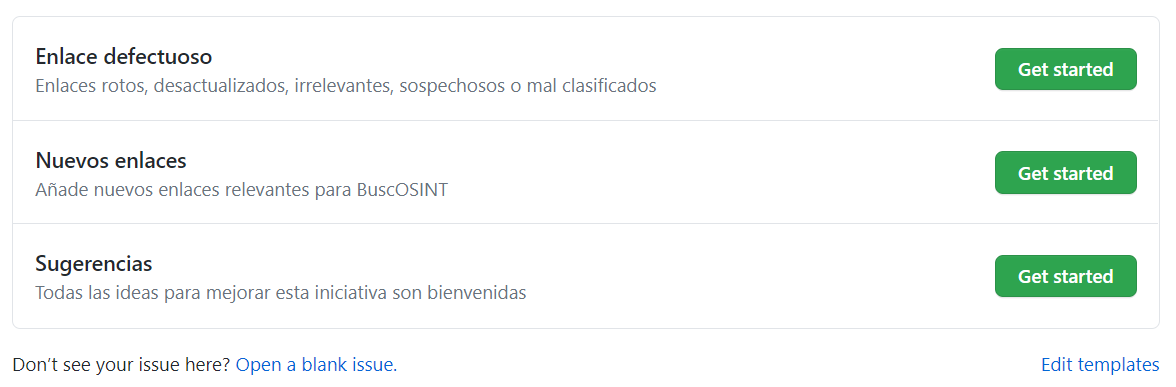 Enlace defectuoso
Enlaces rotos, desactualizados, irrelevantes, sospechosos o mal clasificados
Get started
Nuevos enlaces
Añade nuevos enlaces relevantes para BuscOSINT
Get started
Sugerencias
Todas las ideas para mejorar esta iniciativa son bienvenidas
Get started
Don’t see your issue here? Open a blank issue.
Edit templates